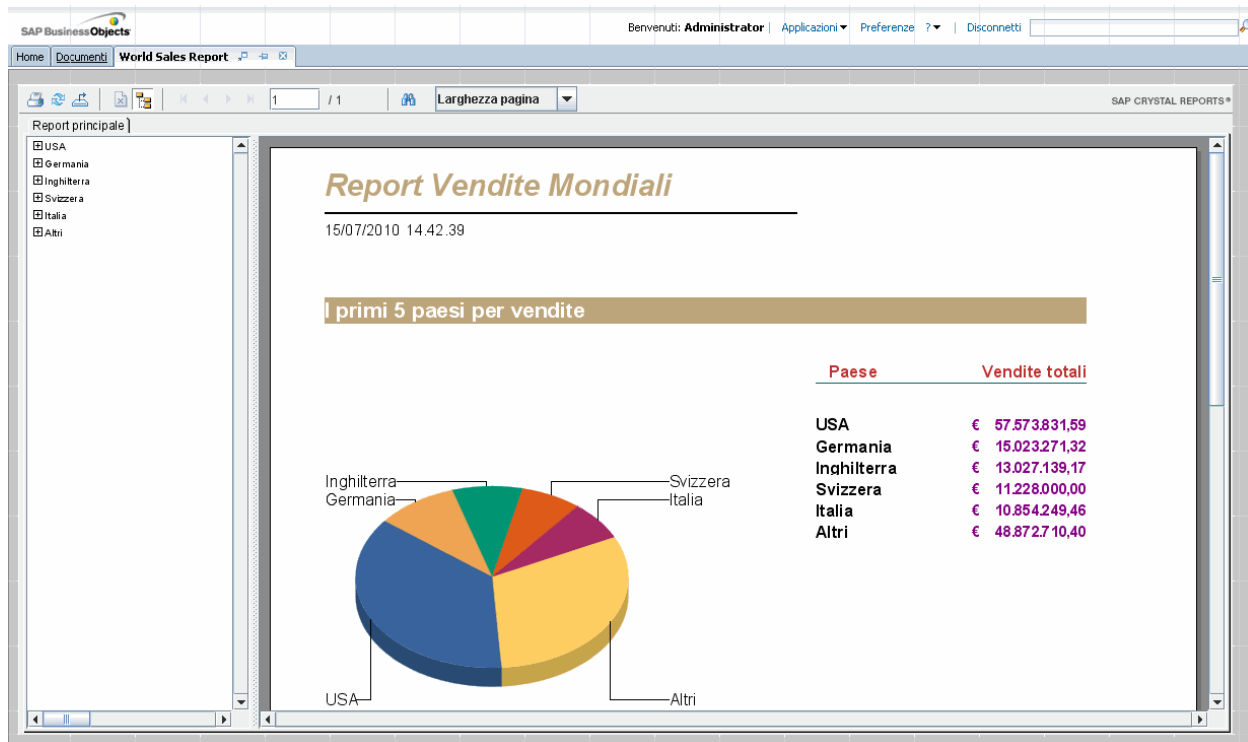 SAP BusinessObjects
Benvenuti: Administrator | Applicazioni Preferenze ? | Disconnetti
Home Documenti World Sales Report
1 / 1 Larghezza pagina SAP CRYSTAL REPORTS®
Report principale
USA
Germania
Inghilterra
Svizzera
Italia
Altri
Report Vendite Mondiali
15/07/2010 14.42.39
I primi 5 paesi per vendite
Paese Vendite totali
USA € 57.573.831,59
Germania € 15.023.271,32
Inghilterra € 13.027.139,17
Svizzera € 11.228.000,00
Italia € 10.854.249,46
Altri € 48.872.710,40
Inghilterra Svizzera
Germania Italia
USA Altri